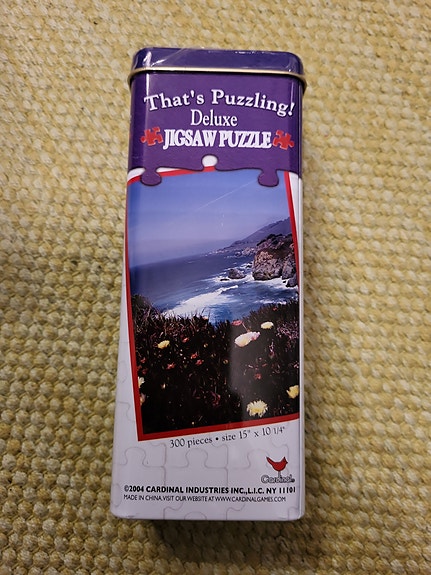 That's Puzzling!
Deluxe
JIGSAW PUZZLE
300 pieces • size 15" x 10 1/4"
Cardinal®
©2004 CARDINAL INDUSTRIES INC., L.I.C. NY 11101
MADE IN CHINA. VISIT OUR WEBSITE AT WWW.CARDINALGAMES.COM